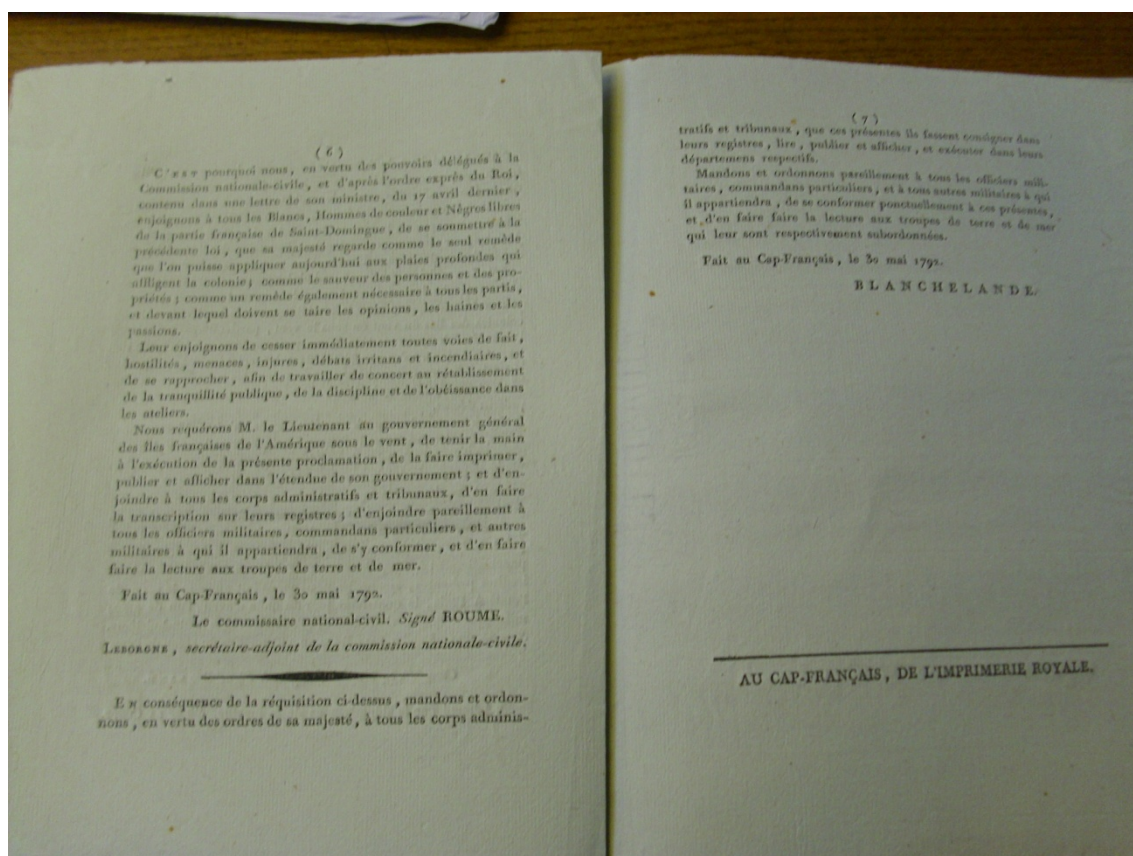 ( 6 )
C'EST pourquoi nous, en vertu des pouvoirs délégués à la
Commission nationale-civile, et d'après l'ordre exprès du Roi,
contenu dans une lettre de son ministre, du 17 avril dernier,
enjoignons à tous les Blancs, Hommes de couleur et Nègres libres
de la partie française de Saint-Domingue, de se soumettre à la
précédente loi, que sa majesté regarde comme le seul remède
que l'on puisse appliquer aujourd'hui aux plaies profondes qui
affligent la colonie; comme le sauveur des personnes et des pro-
priétés; comme un remède également nécessaire à tous les partis,
et devant lequel doivent se taire les opinions, les haines et les
passions.
Leur enjoignons de cesser immédiatement toutes voies de fait,
hostilités, menaces, injures, débats irritans et incendiaires, et
de se rapprocher, afin de travailler de concert au rétablissement
de la tranquillité publique, de la discipline et de l'obéissance dans
les ateliers.
Nous requérons M. le Lieutenant au gouvernement général
des îles françaises de l'Amérique sous le vent, de tenir la main
à l'exécution de la présente proclamation, de la faire imprimer,
publier et afficher dans l'étendue de son gouvernement; et d'en-
joindre à tous les corps administratifs et tribunaux, d'en faire
la transcription sur leurs registres; d'enjoindre pareillement à
tous les officiers militaires, commandans particuliers, et autres
militaires à qui il appartiendra, de s'y conformer, et d'en faire
faire la lecture aux troupes de terre et de mer.
Fait au Cap-Français, le 30 mai 1792.
Le commissaire national-civil. Signé ROUME.
LEBORGNE, secrétaire-adjoint de la commission nationale-civile.
EN conséquence de la réquisition ci-dessus, mandons et ordon-
nons, en vertu des ordres de sa majesté, à tous les corps adminis-
( 7 )
tratifs et tribunaux, que ces présentes ils fassent consigner dans
leurs registres, lire, publier et afficher, et exécuter dans leurs
départemens respectifs.
Mandons et ordonnons pareillement à tous les officiers mili-
taires, commandans particuliers, et à tous autres militaires à qui
il appartiendra, de se conformer ponctuellement à ces présentes,
et d'en faire faire la lecture aux troupes de terre et de mer
qui leur sont respectivement subordonnées.
Fait au Cap-Français, le 30 mai 1792.
BLANCHELANDE.
AU CAP-FRANÇAIS, DE L'IMPRIMERIE ROYALE.